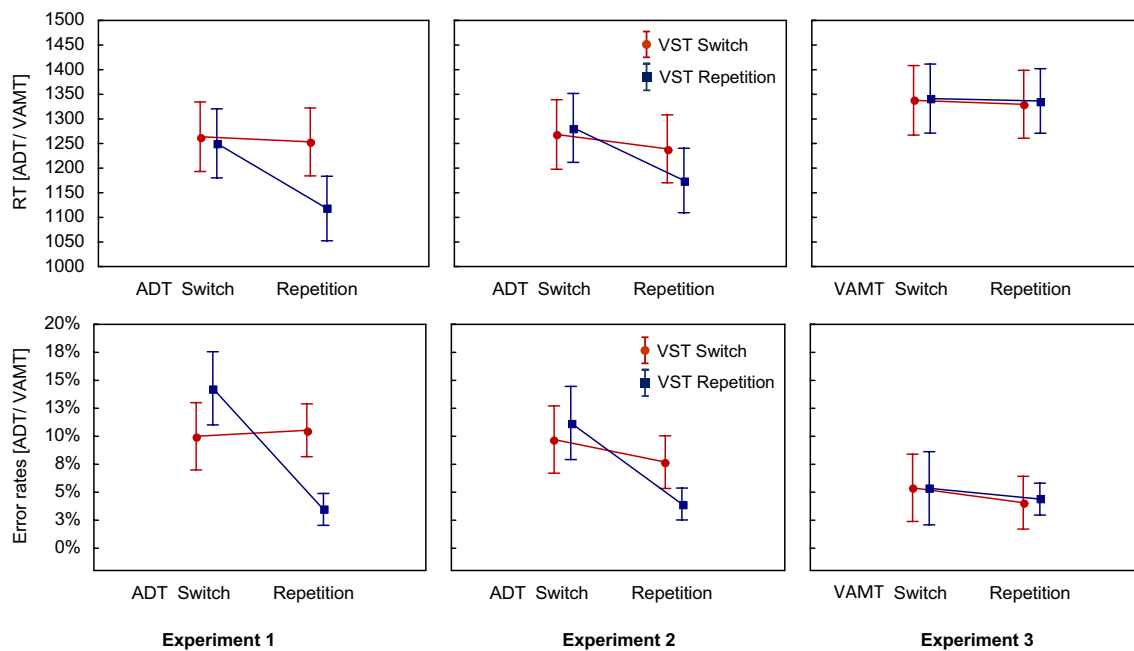 RT [ADT/ VAMT]
1500
1450
1400
1350
1300
1250
1200
1150
1100
1050
1000
VST Switch
VST Repetition
ADT Switch Repetition
ADT Switch Repetition
VAMT Switch Repetition
Error rates [ADT/ VAMT]
20%
18%
15%
13%
10%
8%
5%
3%
0%
VST Switch
VST Repetition
ADT Switch Repetition
ADT Switch Repetition
VAMT Switch Repetition
Experiment 1
Experiment 2
Experiment 3